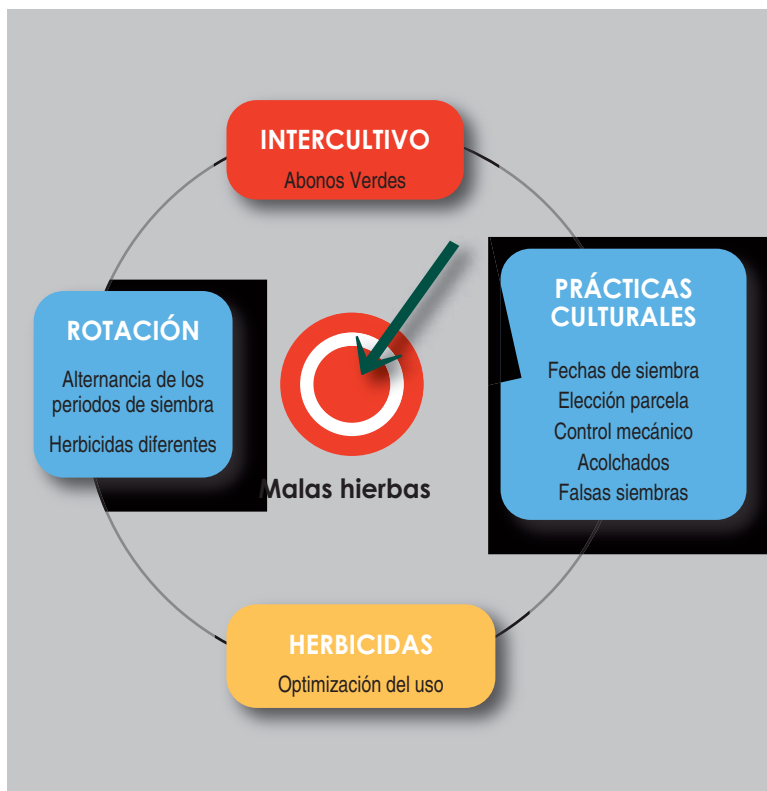 INTERCULTIVO
Abonos Verdes
PRÁCTICAS
CULTURALES
Fechas de siembra
Elección parcela
Control mecánico
Acolchados
Falsas siembras
ROTACIÓN
Alternancia de los
periodos de siembra
Herbicidas diferentes
Malas hierbas
HERBICIDAS
Optimización del uso